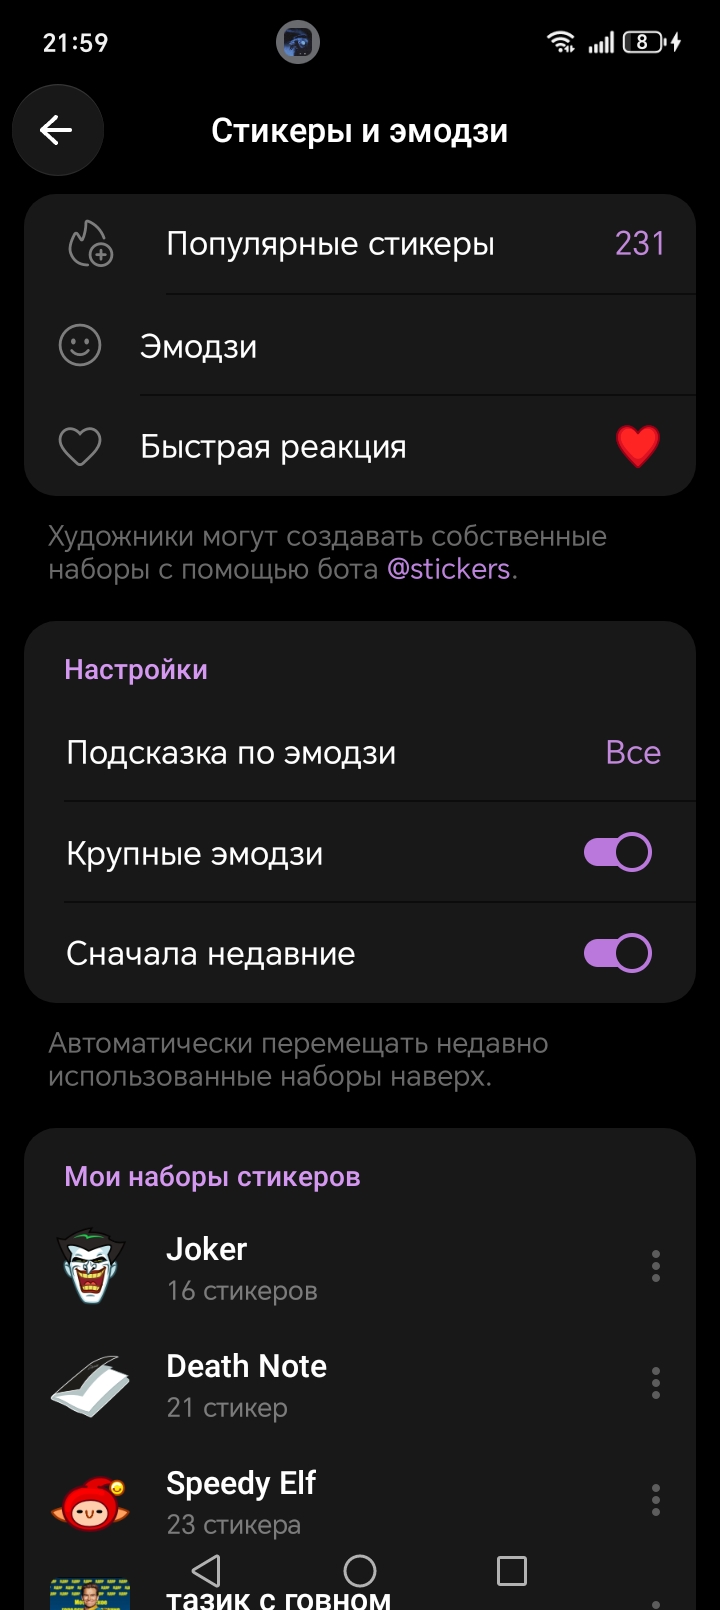 21:59
8
Стикеры и эмодзи
Популярные стикеры 231
Эмодзи
Быстрая реакция
Художники могут создавать собственные
наборы с помощью бота @stickers.
Настройки
Подсказка по эмодзи Все
Крупные эмодзи
Сначала недавние
Автоматически перемещать недавно
использованные наборы наверх.
Мои наборы стикеров
Joker
16 стикеров
Death Note
21 стикер
Speedy Elf
23 стикера
тазик с говном